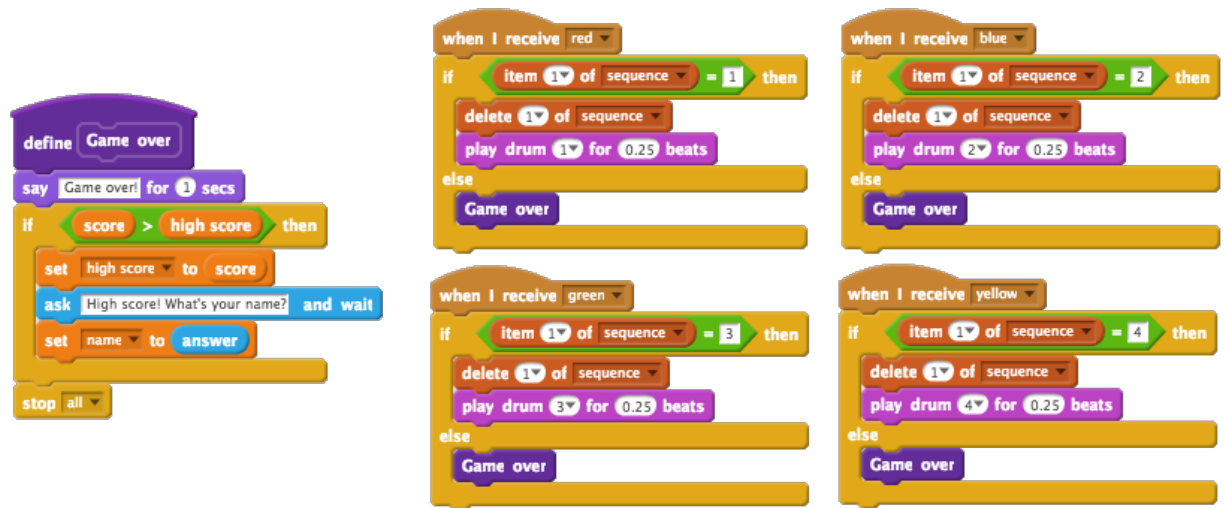 define Game over
say Game over! for 1 secs
if score > high score then
set high score to score
ask High score! What's your name? and wait
set name to answer
stop all
when I receive red
if item 1 of sequence = 1 then
delete 1 of sequence
play drum 1 for 0.25 beats
else
Game over
when I receive blue
if item 1 of sequence = 2 then
delete 1 of sequence
play drum 2 for 0.25 beats
else
Game over
when I receive green
if item 1 of sequence = 3 then
delete 1 of sequence
play drum 3 for 0.25 beats
else
Game over
when I receive yellow
if item 1 of sequence = 4 then
delete 1 of sequence
play drum 4 for 0.25 beats
else
Game over